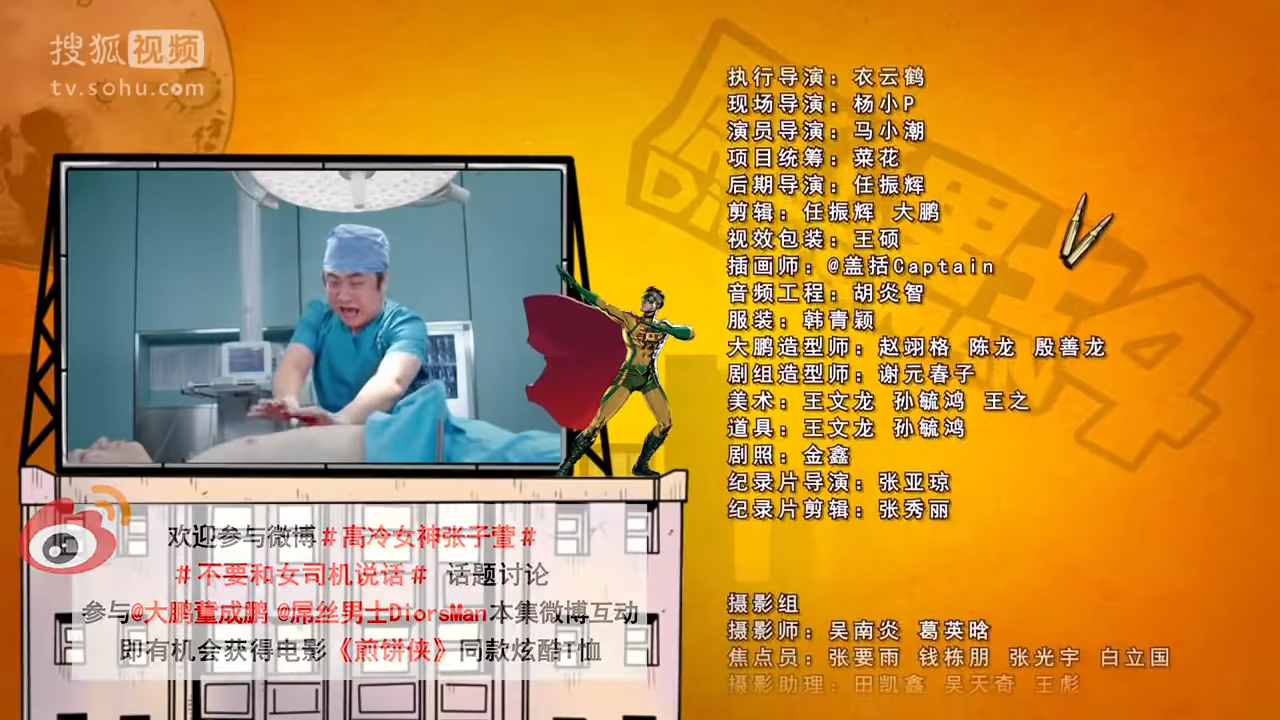 搜狐视频
tv.sohu.com
执行导演：衣云鹤
现场导演：杨小P
演员导演：马小潮
项目统筹：菜花
后期导演：任振辉
剪辑：任振辉 大鹏
视效包装：王硕
插画师：@盖括Captain
音频工程：胡炎智
服装：韩青颖
大鹏造型师：赵翊格 陈龙 殷善龙
剧组造型师：谢元春子
美术：王文龙 孙毓鸿 王之
道具：王文龙 孙毓鸿
剧照：金鑫
纪录片导演：张亚琼
纪录片剪辑：张秀丽
摄影组
摄影师：吴南炎 葛英晗
焦点员：张要雨 钱栋朋 张光宇 白立国
摄影助理：田凯鑫 吴天奇 王彪
欢迎参与微博#高冷女神张子萱#
#不要和女司机说话# 话题讨论
参与@大鹏董成鹏 @屌丝男士DiorsMan本集微博互动
即有机会获得电影《煎饼侠》同款炫酷T恤